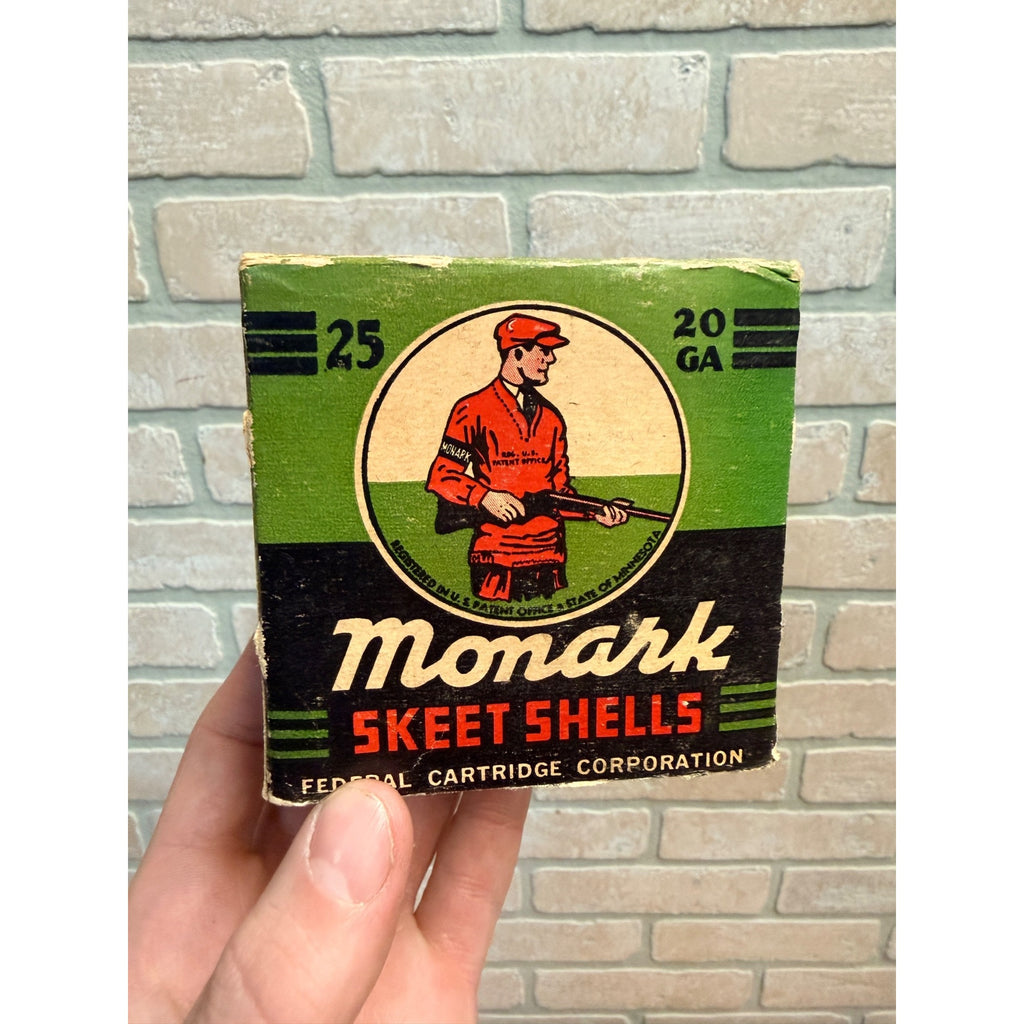 25
20
GA
MONARK
REG. U.S.
PATENT OFFICE
REGISTERED IN U.S. PATENT OFFICE & STATE OF MINNESOTA
Monark
SKEET SHELLS
FEDERAL CARTRIDGE CORPORATION